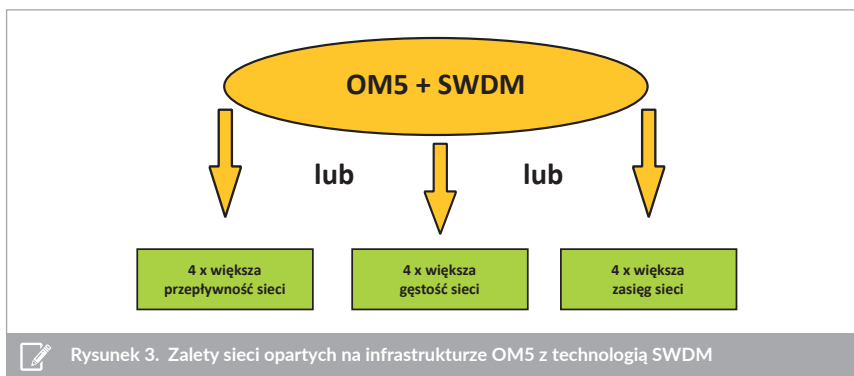 OM5 + SWDM
lub
lub
4 x większa
przepływność sieci
4 x większa
gęstość sieci
4 x większa
zasięg sieci
Rysunek 3. Zalety sieci opartych na infrastrukturze OM5 z technologią SWDM